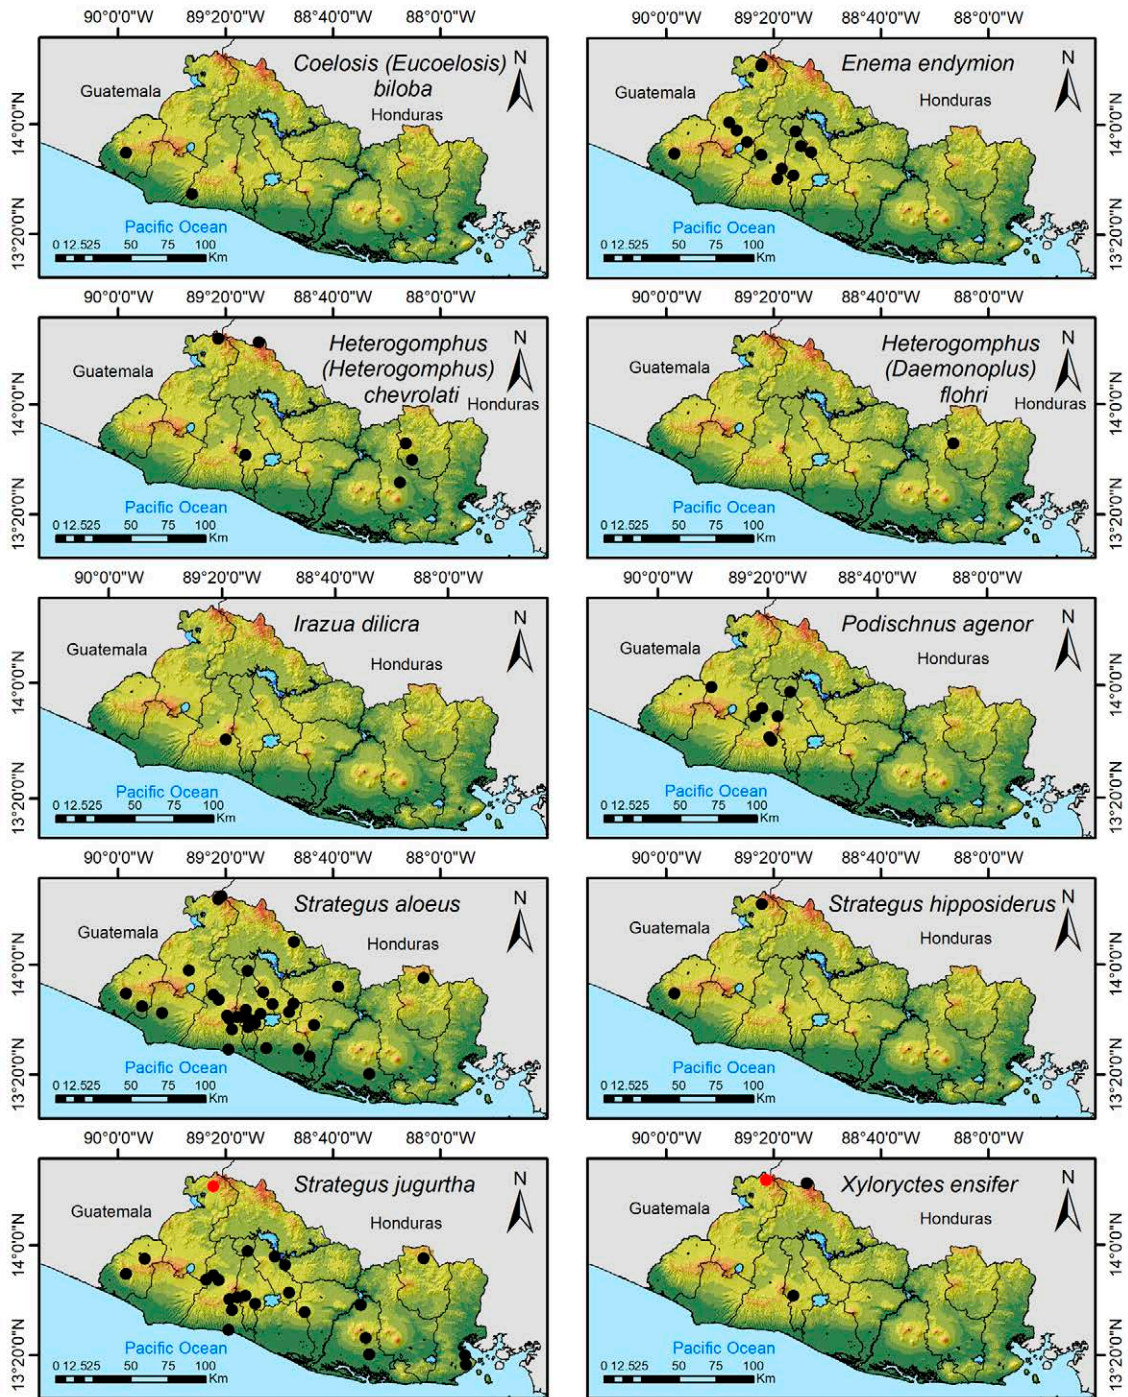 90°0'0"W 89°20'0"W 88°40'0"W 88°0'0"W
90°0'0"W 89°20'0"W 88°40'0"W 88°0'0"W
Coelosis (Eucoelosis)
biloba
Guatemala
Honduras
N
14°0'0"N
13°20'0"N
Pacific Ocean
0 12.525 50 75 100
Km
Enema endymion
Guatemala
Honduras
N
14°0'0"N
13°20'0"N
Pacific Ocean
0 12.525 50 75 100
Km
90°0'0"W 89°20'0"W 88°40'0"W 88°0'0"W
90°0'0"W 89°20'0"W 88°40'0"W 88°0'0"W
Heterogomphus
(Heterogomphus)
chevrolati
Guatemala
Honduras
N
14°0'0"N
13°20'0"N
Pacific Ocean
0 12.525 50 75 100
Km
Heterogomphus
(Daemonoplus)
flohri
Guatemala
Honduras
N
14°0'0"N
13°20'0"N
Pacific Ocean
0 12.525 50 75 100
Km
90°0'0"W 89°20'0"W 88°40'0"W 88°0'0"W
90°0'0"W 89°20'0"W 88°40'0"W 88°0'0"W
Irazua dilicra
Guatemala
Honduras
N
14°0'0"N
13°20'0"N
Pacific Ocean
0 12.525 50 75 100
Km
Podischnus agenor
Guatemala
Honduras
N
14°0'0"N
13°20'0"N
Pacific Ocean
0 12.525 50 75 100
Km
90°0'0"W 89°20'0"W 88°40'0"W 88°0'0"W
90°0'0"W 89°20'0"W 88°40'0"W 88°0'0"W
Strategus aloeus
Guatemala
Honduras
N
14°0'0"N
13°20'0"N
Pacific Ocean
0 12.525 50 75 100
Km
Strategus hipposiderus
Guatemala
Honduras
N
14°0'0"N
13°20'0"N
Pacific Ocean
0 12.525 50 75 100
Km
90°0'0"W 89°20'0"W 88°40'0"W 88°0'0"W
90°0'0"W 89°20'0"W 88°40'0"W 88°0'0"W
Strategus jugurtha
Guatemala
Honduras
N
14°0'0"N
13°20'0"N
Pacific Ocean
0 12.525 50 75 100
Km
Xyloryctes ensifer
Guatemala
Honduras
N
14°0'0"N
13°20'0"N
Pacific Ocean
0 12.525 50 75 100
Km